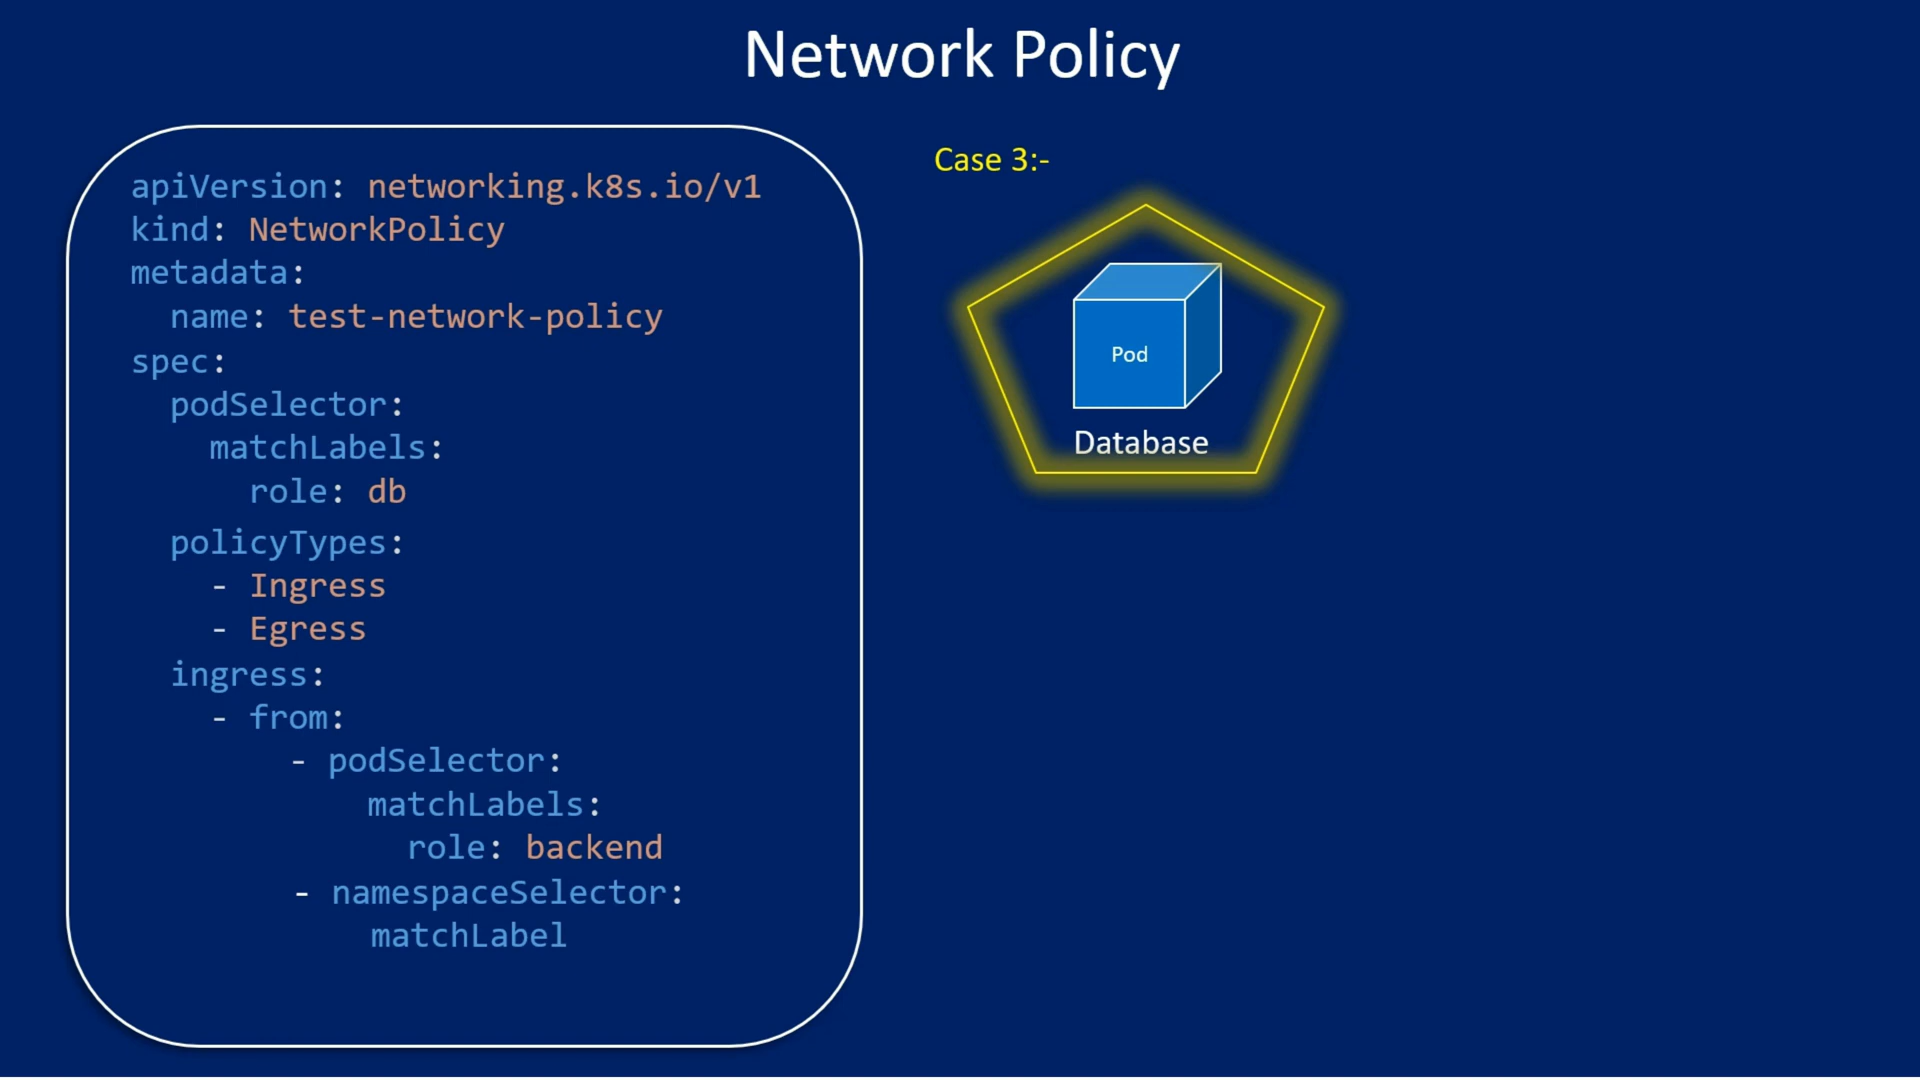 Network Policy
apiVersion: networking.k8s.io/v1
kind: NetworkPolicy
metadata:
  name: test-network-policy
spec:
  podSelector:
    matchLabels:
      role: db
  policyTypes:
    - Ingress
    - Egress
  ingress:
    - from:
        - podSelector:
            matchLabels:
              role: backend
        - namespaceSelector:
            matchLabel
Case 3:-
Pod
Database